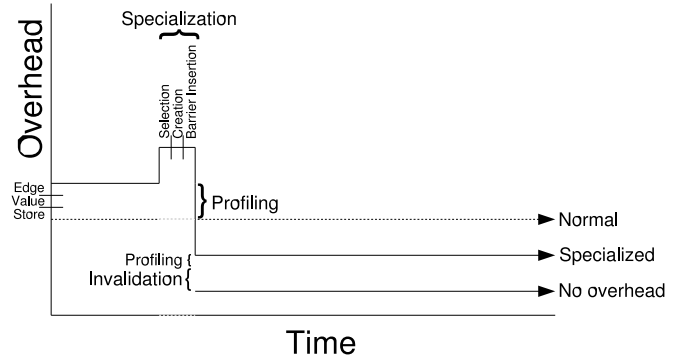 Specialization
Overhead
Selection
Creation
Barrier Insertion
Edge
Value
Store
Profiling
Normal
Profiling
Specialized
Invalidation
No overhead
Time